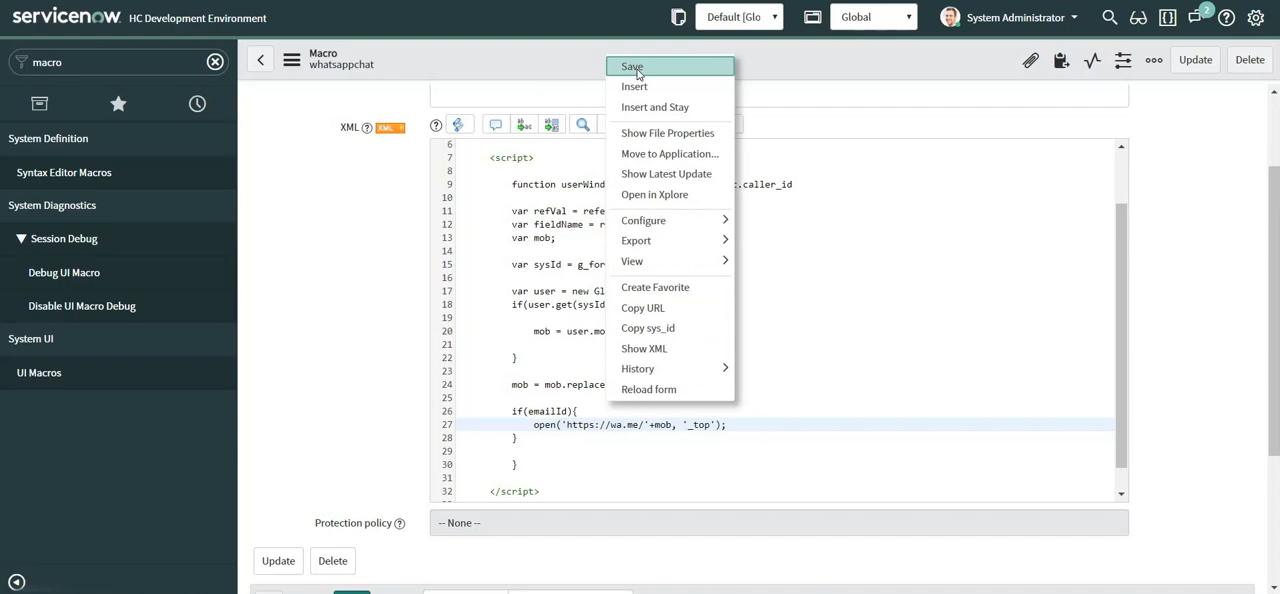 servicenow. HC Development Environment
Default [Glo
Global
System Administrator
2
macro
System Definition
Syntax Editor Macros
System Diagnostics
Session Debug
Debug UI Macro
Disable UI Macro Debug
System UI
UI Macros
Macro
whatsappchat
Update
Delete
Save
Insert
Insert and Stay
Show File Properties
Move to Application...
Show Latest Update
Open in Xplore
Configure
Export
View
Create Favorite
Copy URL
Copy sys_id
Show XML
History
Reload form
XML
XML
6
7 <script>
8
9 function userWind .caller_id
10
11 var refVal = refe
12 var fieldName = r
13 var mob;
14
15 var sysId = g_for
16
17 var user = new Gl
18 if(user.get(sysId
19
20 mob = user.mo
21
22 }
23
24 mob = mob.replace
25
26 if(emailId){
27 open('https://wa.me/'+mob, '_top');
28 }
29
30 }
31
32 </script>
Protection policy
-- None --
Update
Delete